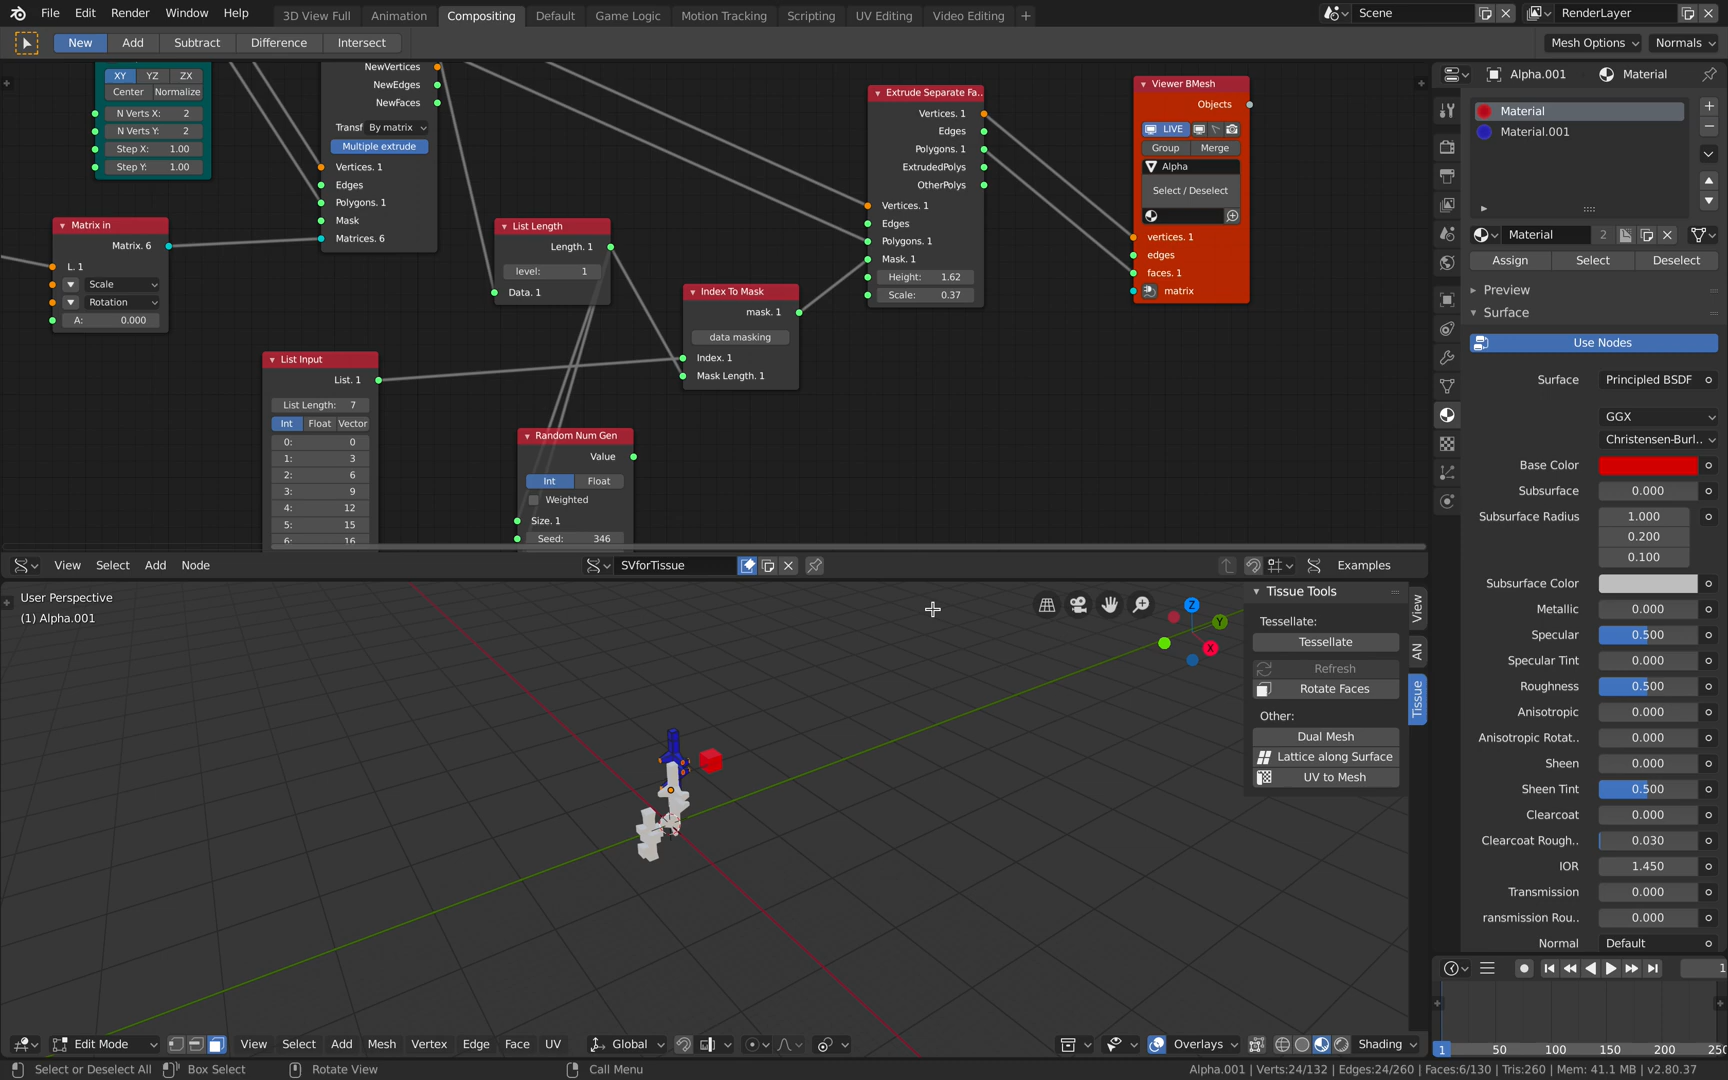 File Edit Render Window Help 3D View Full Animation Compositing Default Game Logic Motion Tracking Scripting UV Editing Video Editing + Scene RenderLayer
New Add Subtract Difference Intersect Mesh Options Normals
XY YZ ZX
Center Normalize
N Verts X: 2
N Verts Y: 2
Step X: 1.00
Step Y: 1.00
NewVertices
NewEdges
NewFaces
Transf By matrix
Multiple extrude
Vertices. 1
Edges
Polygons. 1
Mask
Matrices. 6
Matrix in
Matrix. 6
L. 1
Scale
Rotation
A: 0.000
List Length
Length. 1
level: 1
Data. 1
List Input
List. 1
List Length: 7
Int Float Vector
0: 0
1: 3
2: 6
3: 9
4: 12
5: 15
6: 16
Random Num Gen
Value
Int Float
Weighted
Size. 1
Seed: 346
Index To Mask
mask. 1
data masking
Index. 1
Mask Length. 1
Extrude Separate Fa..
Vertices. 1
Edges
Polygons. 1
ExtrudedPolys
OtherPolys
Vertices. 1
Edges
Polygons. 1
Mask. 1
Height: 1.62
Scale: 0.37
Viewer BMesh
Objects
LIVE
Group Merge
Alpha
Select / Deselect
vertices. 1
edges
faces. 1
matrix
View Select Add Node SVforTissue Examples
User Perspective
(1) Alpha.001
Z
Y
X
Tissue Tools
Tessellate:
Tessellate
Refresh
Rotate Faces
Other:
Dual Mesh
Lattice along Surface
UV to Mesh
View
AN
Tissue
Edit Mode View Select Add Mesh Vertex Edge Face UV Global Overlays Shading
Alpha.001 Material
Material
Material.001
Material 2
Assign Select Deselect
Preview
Surface
Use Nodes
Surface Principled BSDF
GGX
Christensen-Burl..
Base Color
Subsurface 0.000
Subsurface Radius 1.000
0.200
0.100
Subsurface Color
Metallic 0.000
Specular 0.500
Specular Tint 0.000
Roughness 0.500
Anisotropic 0.000
Anisotropic Rotat.. 0.000
Sheen 0.000
Sheen Tint 0.500
Clearcoat 0.000
Clearcoat Rough.. 0.030
IOR 1.450
Transmission 0.000
ransmission Rou.. 0.000
Normal Default
1
1 50 100 150 200 250
Select or Deselect All Box Select Rotate View Call Menu Alpha.001 | Verts:24/132 | Edges:24/260 | Faces:6/130 | Tris:260 | Mem: 41.1 MB | v2.80.37